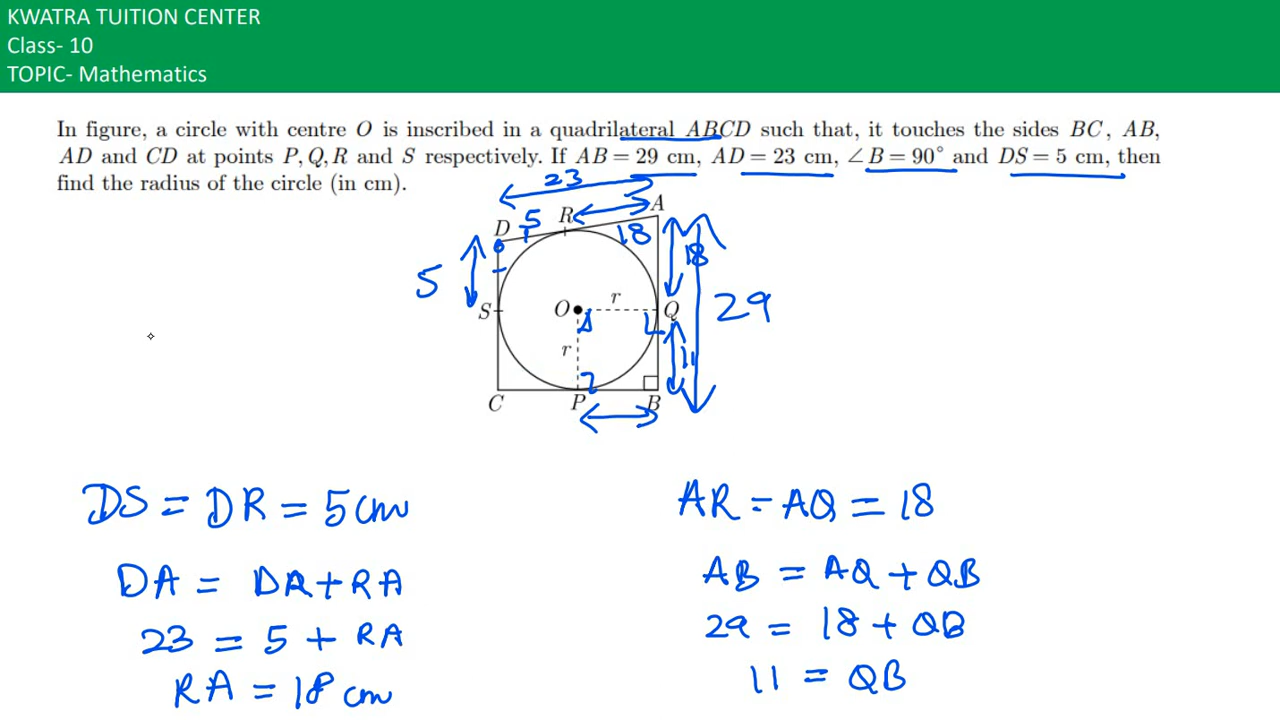 KWATRA TUITION CENTER
Class- 10
TOPIC- Mathematics
In figure, a circle with centre O is inscribed in a quadrilateral ABCD such that, it touches the sides BC, AB,
AD and CD at points P, Q, R and S respectively. If AB = 29 cm, AD = 23 cm, ∠B = 90° and DS = 5 cm, then
find the radius of the circle (in cm).
23
D 5 R 18 A
5 18 29
S O r Q
r 11
C P B
DS = DR = 5 cm
DA = DR + RA
23 = 5 + RA
RA = 18 cm
AR = AQ = 18
AB = AQ + QB
29 = 18 + QB
11 = QB